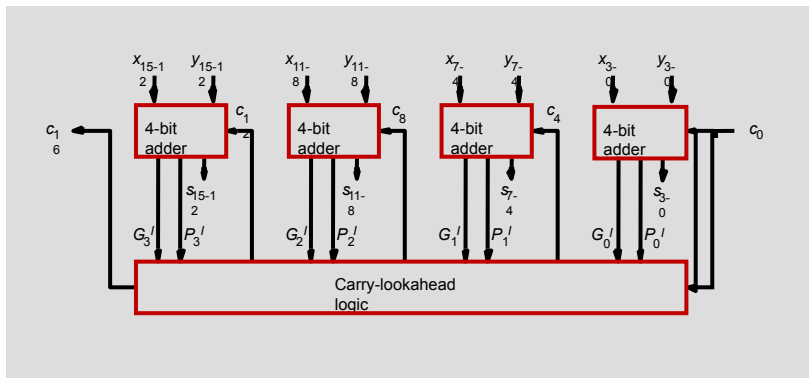 x15-12 y15-12 x11-8 y11-8 x7-4 y7-4 x3-0 y3-0
c16 4-bit adder c12 4-bit adder c8 4-bit adder c4 4-bit adder c0
s15-12 s11-8 s7-4 s3-0
G3I P3I G2I P2I G1I P1I G0I P0I
Carry-lookahead
logic